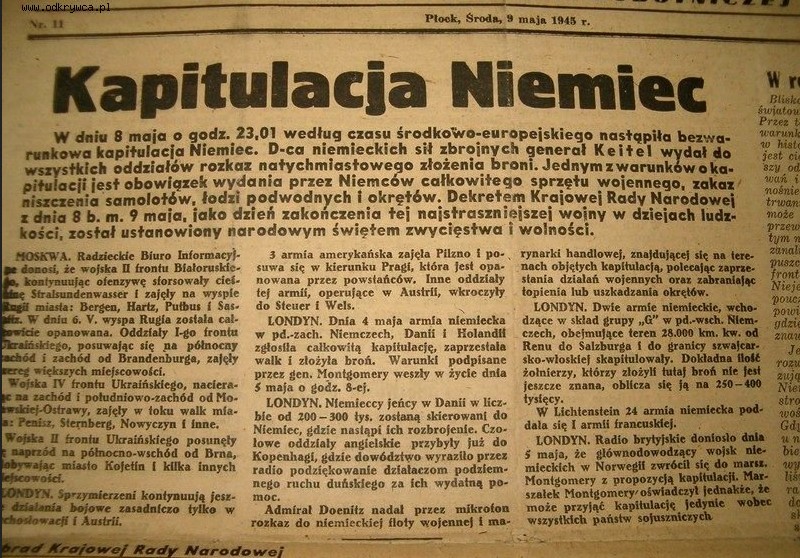 www.odkrywca.pl
Nr. 11
Płock, Środa, 9 maja 1945 r.
Kapitulacja Niemiec
W dniu 8 maja o godz. 23,01 według czasu środkowo-europejskiego nastąpiła bezwa-
runkowa kapitulacja Niemiec. D-ca niemieckich sił zbrojnych generał Keitel wydał do
wszystkich oddziałów rozkaz natychmiastowego złożenia broni. Jednym z warunków o ka-
pitulacji jest obowiązek wydania przez Niemców całkowitego sprzętu wojennego, zakaz
niszczenia samolotów, łodzi podwodnych i okrętów. Dekretem Krajowej Rady Narodowej
z dnia 8 b. m. 9 maja, jako dzień zakończenia tej najstraszniejszej wojny w dziejach ludz-
kości, został ustanowiony narodowym świętem zwycięstwa i wolności.
MOSKWA. Radzieckie Biuro Informacyj-
donosi, że wojska II frontu Białoruskie-
kontynuując ofenzywę sforsowały cieś-
Stralsundenwasser i zajęły na wyspie
miasta: Bergen, Hartz, Putbus i Sas-
W dniu 6. V. wyspa Rugia została cał-
opanowana. Oddziały I-go frontu
Ukraińskiego, posuwając się na północny
zachód i zachód od Brandenburga, zajęły
szereg większych miejscowości.
Wojska IV frontu Ukraińskiego, naciera-
na zachód i południowo-zachód od Mo-
Ostrawy, zajęły w toku walk mia-
Penisz, Sternberg, Nowyczyn i inne.
Wojska II frontu Ukraińskiego posunęły
naprzód na północno-wschód od Brna,
miasto Kojetin i kilka innych
miejscowości.
LONDYN. Sprzymierzeni kontynuują jesz-
działania bojowe zasadniczo tylko w
i Austrii.
3 armia amerykańska zajęła Pilzno i po-
suwa się w kierunku Pragi, która jest opa-
nowana przez powstańców. Inne oddziały
tej armii, operujące w Austrii, wkroczyły
do Steuer i Wels.
LONDYN. Dnia 4 maja armia niemiecka
w pd.-zach. Niemczech, Danii i Holandii
zgłosiła całkowitą kapitulację, zaprzestała
walk i złożyła broń. Warunki podpisane
przez gen. Montgomery weszły w życie dnia
5 maja o godz. 8-ej.
LONDYN. Niemieccy jeńcy w Danii w licz-
bie od 200-300 tys. zostaną skierowani do
Niemiec, gdzie nastąpi ich rozbrojenie. Czo-
łowe oddziały angielskie przybyły już do
Kopenhagi, gdzie dowództwo wyraziło przez
radio podziękowanie działaczom podziem-
nego ruchu duńskiego za ich wydatną po-
moc.
Admirał Doenitz nadał przez mikrofon
rozkaz do niemieckiej floty wojennej i ma-
rynarki handlowej, znajdującej się na tere-
nach objętych kapitulacją, polecając zaprze-
stania działań wojennych oraz zabraniając
topienia lub uszkadzania okrętów.
LONDYN. Dwie armie niemieckie, wcho-
dzące w skład grupy „G" w pd.-wsch. Niem-
czech, obejmujące teren 28.000 km. kw. od
Renu do Salzburga i do granicy szwajcar-
sko-włoskiej skapitulowały. Dokładna ilość
żołnierzy, którzy złożyli tutaj broń nie jest
jeszcze znana, oblicza się ją na 250-400
tysięcy.
W Lichtenstein 24 armia niemiecka pod-
dała się I armii francuskiej.
LONDYN. Radio brytyjskie doniosło dnia
5 maja, że głównodowodzący wojsk nie-
mieckich w Norwegii zwrócił się do marsz.
Montgomery z propozycją kapitulacji. Mar-
szałek Montgomery oświadczył jednakże, że
może przyjąć kapitulację jedynie wobec
wszystkich państw sojuszniczych
obrad Krajowej Rady Narodowej